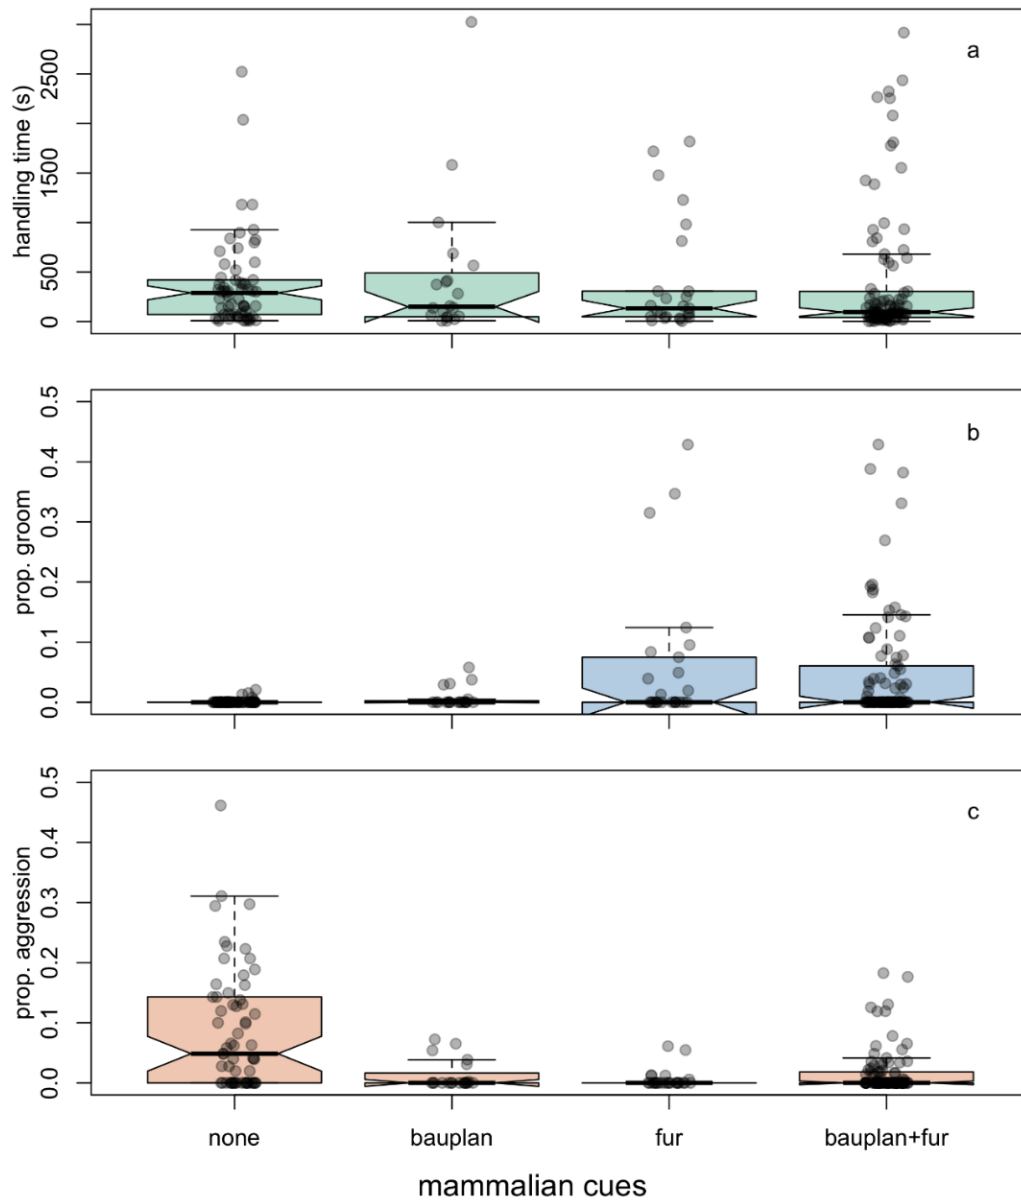 a
handling time (s)
2500
1500
500
0
b
prop. groom
0.5
0.4
0.3
0.2
0.1
0.0
c
prop. aggression
0.5
0.4
0.3
0.2
0.1
0.0
none bauplan fur bauplan+fur
mammalian cues